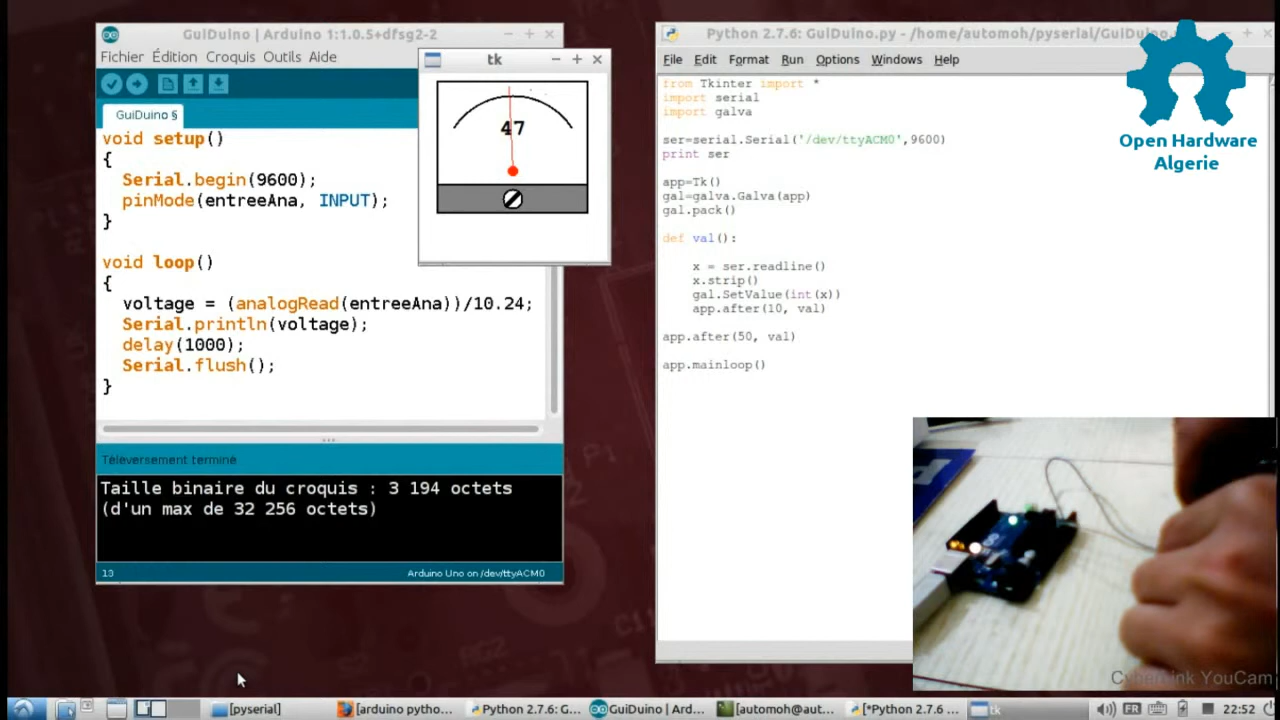 GuiDuino | Arduino 1:1.0.5+dfsg2-2
Fichier Édition Croquis Outils Aide
GuiDuino §
void setup()
{
Serial.begin(9600);
pinMode(entreeAna, INPUT);
}
void loop()
{
voltage = (analogRead(entreeAna))/10.24;
Serial.println(voltage);
delay(1000);
Serial.flush();
}
Téléversement terminé
Taille binaire du croquis : 3 194 octets
(d'un max de 32 256 octets)
13
Arduino Uno on /dev/ttyACM0
tk
47
Python 2.7.6: GuiDuino.py - /home/automoh/pyserial/GuiDuino.
File Edit Format Run Options Windows Help
from Tkinter import *
import serial
import galva
ser=serial.Serial('/dev/ttyACM0',9600)
print ser
app=Tk()
gal=galva.Galva(app)
gal.pack()
def val():
x = ser.readline()
x.strip()
gal.SetValue(int(x))
app.after(10, val)
app.after(50, val)
app.mainloop()
Open Hardware
Algerie
CyberLink YouCam
[pyserial]
[arduino pytho...
Python 2.7.6: G...
GuiDuino | Ard...
[automoh@aut...
[*Python 2.7.6 ...
tk
FR
22:52